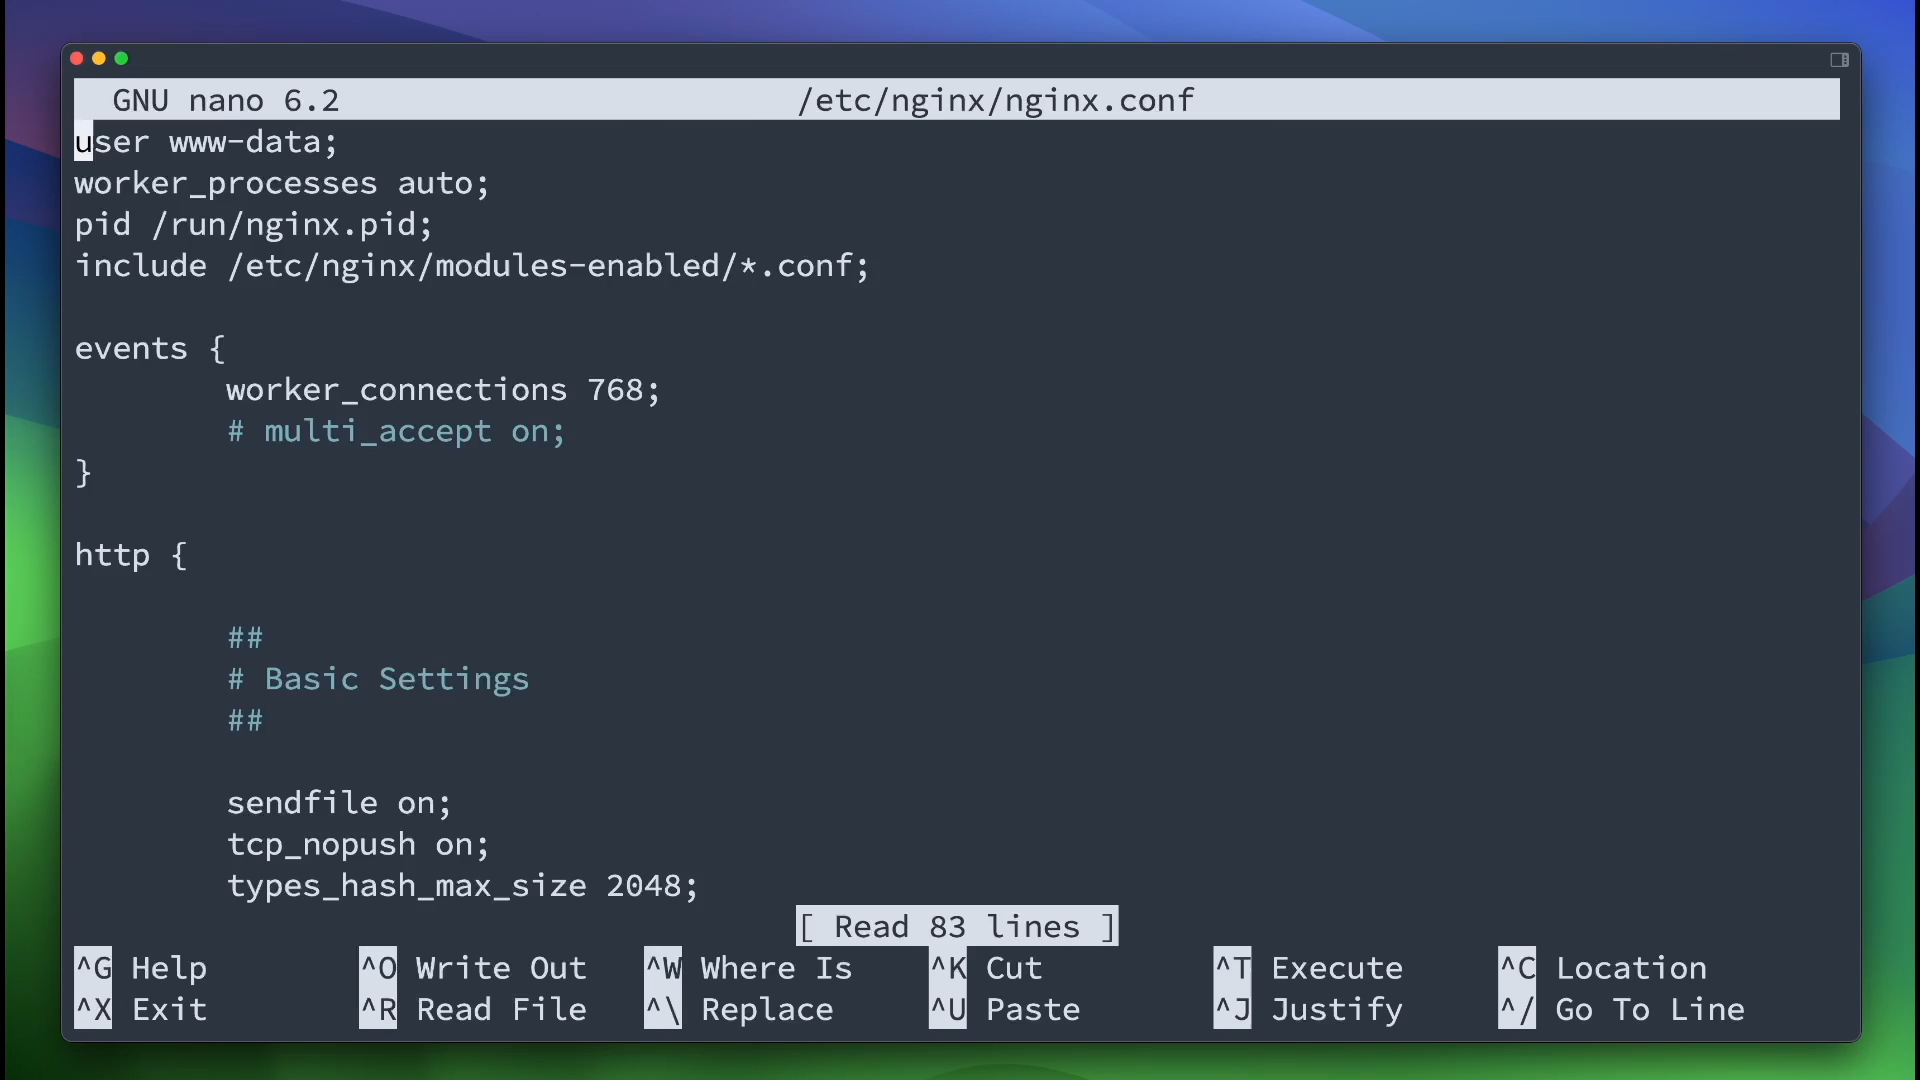 GNU nano 6.2 /etc/nginx/nginx.conf
user www-data;
worker_processes auto;
pid /run/nginx.pid;
include /etc/nginx/modules-enabled/*.conf;
events {
worker_connections 768;
# multi_accept on;
}
http {
##
# Basic Settings
##
sendfile on;
tcp_nopush on;
types_hash_max_size 2048;
[ Read 83 lines ]
^G Help ^O Write Out ^W Where Is ^K Cut ^T Execute ^C Location
^X Exit ^R Read File ^\ Replace ^U Paste ^J Justify ^/ Go To Line